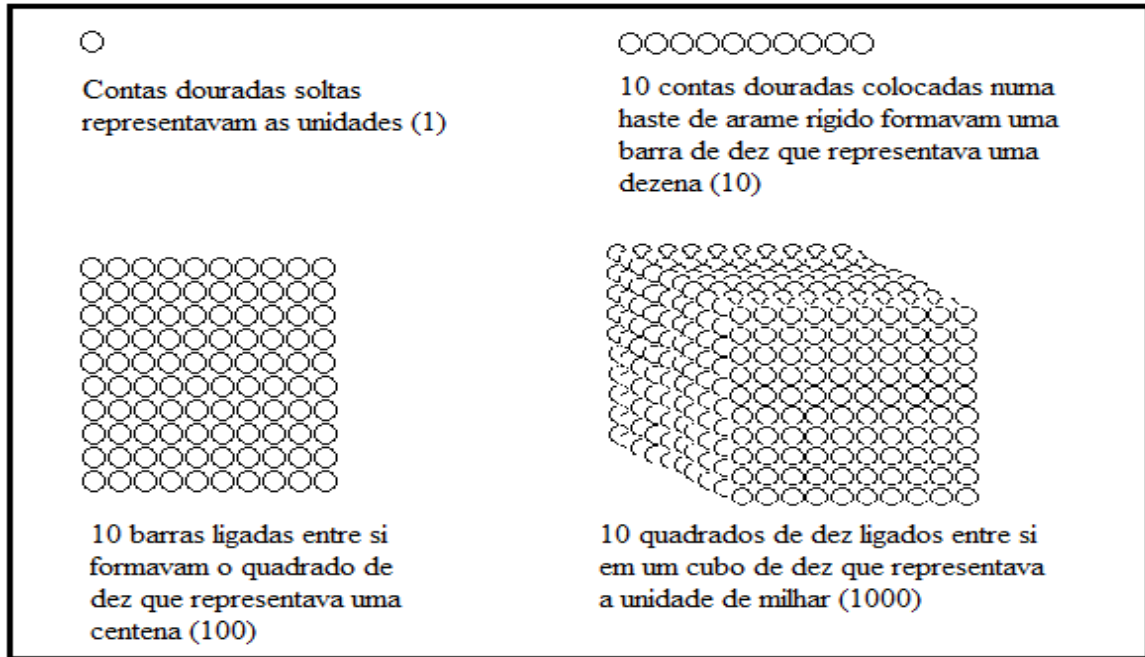 Contas douradas soltas
representavam as unidades (1)
10 contas douradas colocadas numa
haste de arame rígido formavam uma
barra de dez que representava uma
dezena (10)
10 barras ligadas entre si
formavam o quadrado de
dez que representava uma
centena (100)
10 quadrados de dez ligados entre si
em um cubo de dez que representava
a unidade de milhar (1000)